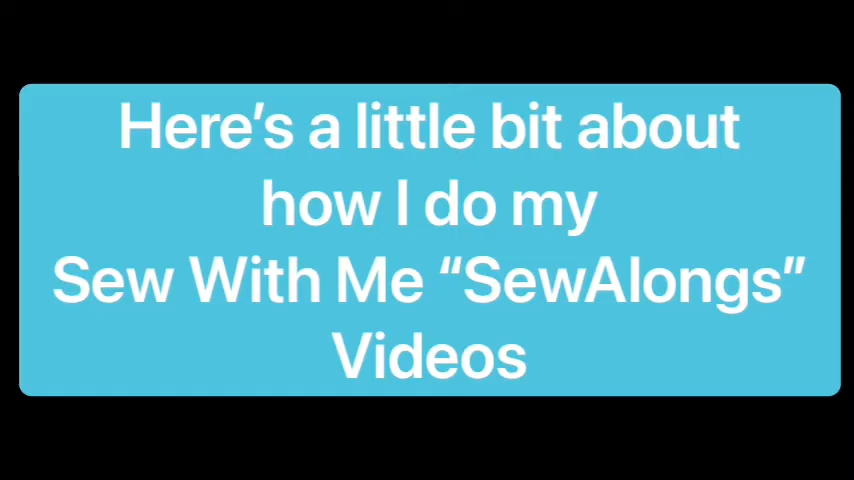 Here’s a little bit about
how I do my
Sew With Me “SewAlongs”
Videos